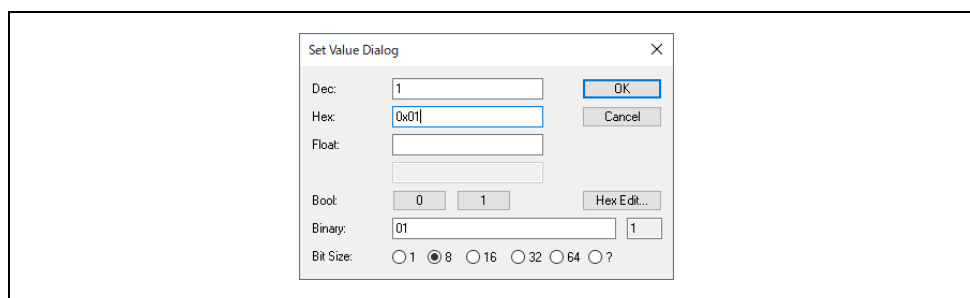 Set Value Dialog
Dec: 1 OK
Hex: 0x01 Cancel
Float:
Bool: 0 1 Hex Edit...
Binary: 01 1
Bit Size: 1 8 16 32 64 ?